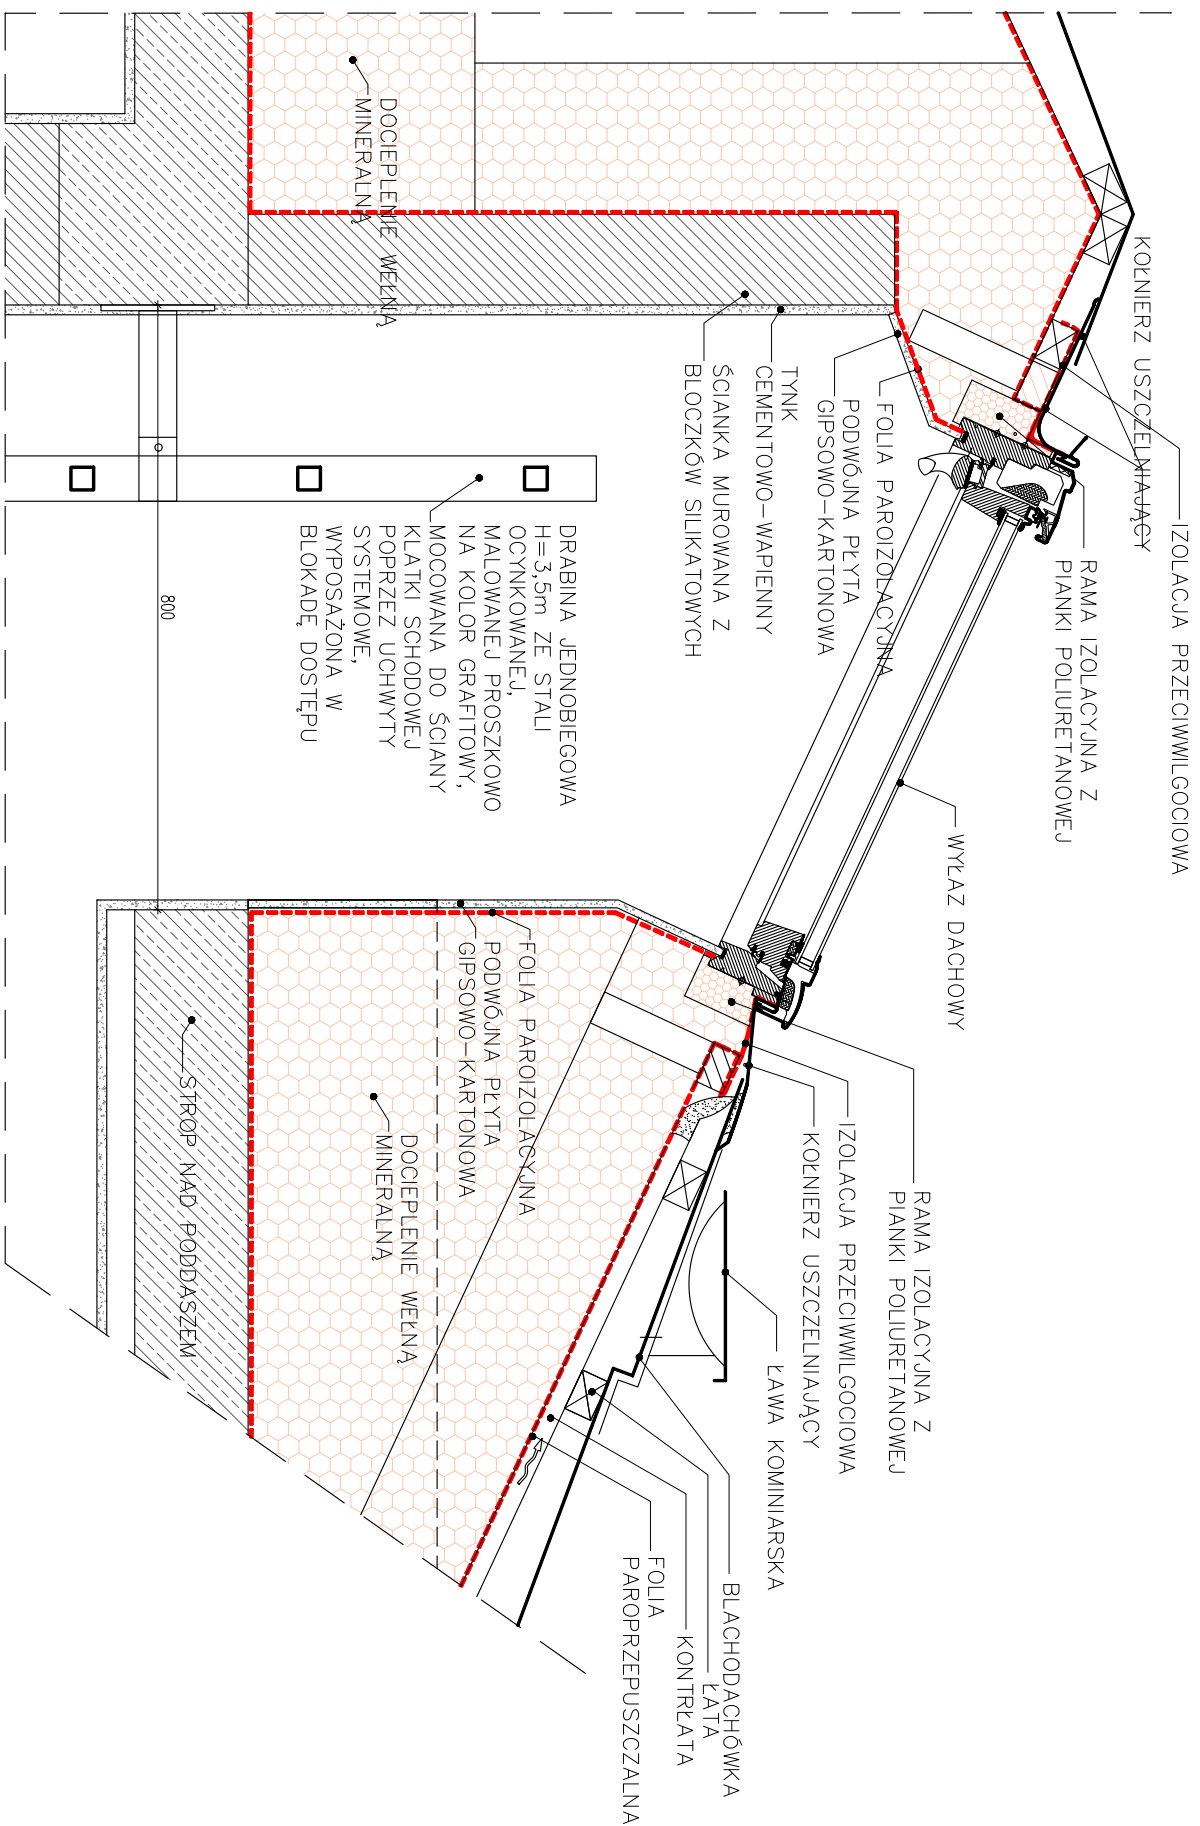 IZOLACJA PRZECIWWILGOCIOWA
KOŁNIERZ USZCZELNIAJĄCY
RAMA IZOLACYJNA Z
PIANKI POLIURETANOWEJ
WYŁAZ DACHOWY
FOLIA PAROIZOLACYJNA
PODWÓJNA PŁYTA
GIPSOWO-KARTONOWA
TYNK
CEMENTOWO-WAPIENNY
ŚCIANKA MUROWANA Z
BLOCZKÓW SILIKATOWYCH
DOCIEPLENIE WEŁNĄ
MINERALNĄ
DRABINA JEDNOBIEGOWA
H=3,5m ZE STALI
OCYNKOWANEJ,
MALOWANEJ PROSZKOWO
NA KOLOR GRAFITOWY,
MOCOWANA DO ŚCIANY
KLATKI SCHODOWEJ
POPRZEZ UCHWYTY
SYSTEMOWE,
WYPOSAŻONA W
BLOKADĘ DOSTĘPU
800
RAMA IZOLACYJNA Z
PIANKI POLIURETANOWEJ
IZOLACJA PRZECIWWILGOCIOWA
KOŁNIERZ USZCZELNIAJĄCY
ŁAWA KOMINIARSKA
BLACHODACHÓWKA
ŁATA
KONTRŁATA
FOLIA
PAROPRZEPUSZCZALNA
FOLIA PAROIZOLACYJNA
PODWÓJNA PŁYTA
GIPSOWO-KARTONOWA
DOCIEPLENIE WEŁNĄ
MINERALNĄ
STROP NAD PODDASZEM